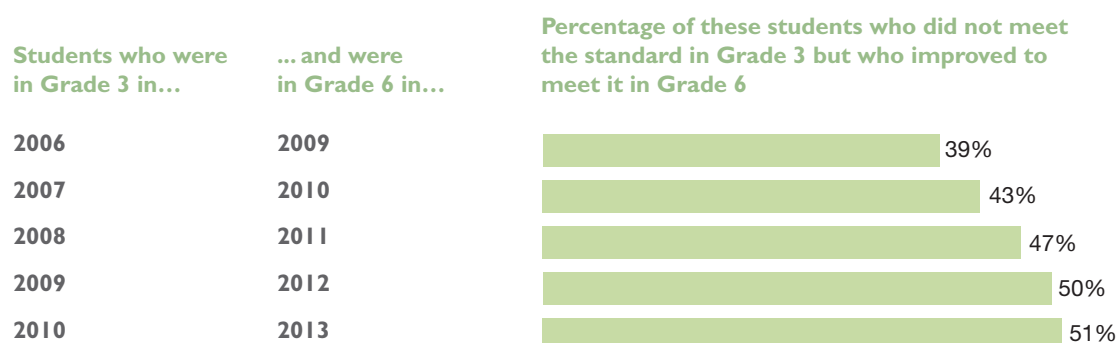 Students who were
in Grade 3 in…
... and were
in Grade 6 in…
Percentage of these students who did not meet
the standard in Grade 3 but who improved to
meet it in Grade 6
2006 2009 39%
2007 2010 43%
2008 2011 47%
2009 2012 50%
2010 2013 51%